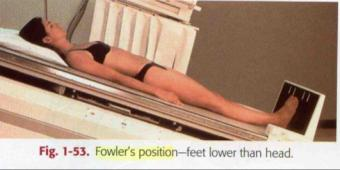 Fig. 1-53. Fowler's position–feet lower than head.